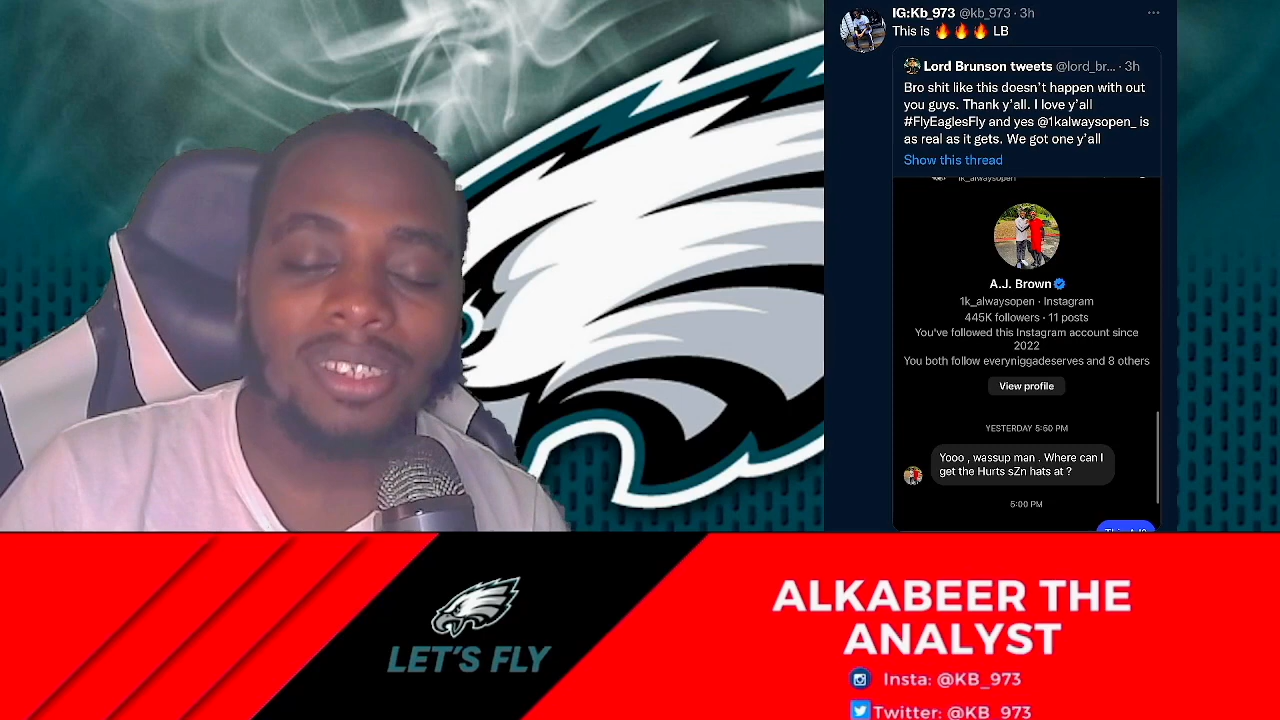 IG:Kb_973 @kb_973 · 3h
This is 🔥🔥🔥 LB
Lord Brunson tweets @lord_br... · 3h
Bro shit like this doesn't happen with out
you guys. Thank y'all. I love y'all
#FlyEaglesFly and yes @1kalwaysopen_ is
as real as it gets. We got one y'all
Show this thread
1k_alwaysopen
A.J. Brown
1k_alwaysopen · Instagram
445K followers · 11 posts
You've followed this Instagram account since
2022
You both follow everyniggadeserves and 8 others
View profile
YESTERDAY 5:50 PM
Yooo , wassup man . Where can I
get the Hurts sZn hats at ?
5:00 PM
LET'S FLY
ALKABEER THE
ANALYST
Insta: @KB_973
Twitter: @KB_973